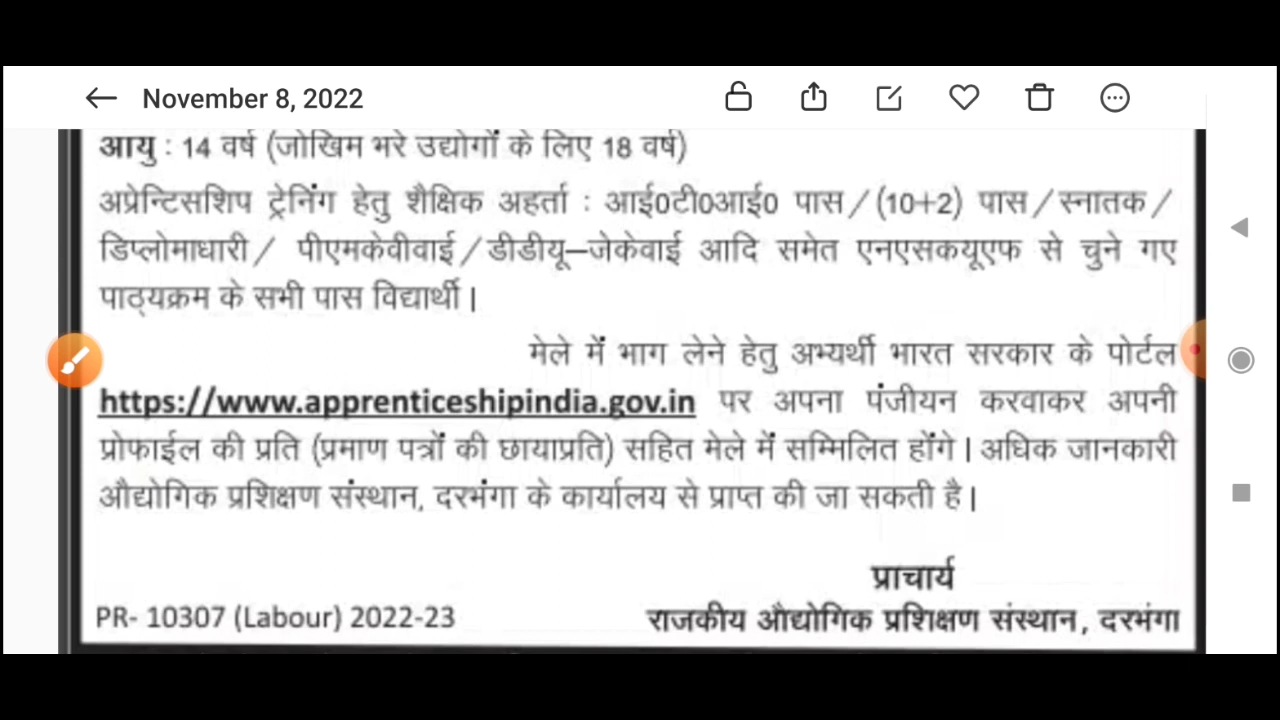 November 8, 2022
आयु : 14 वर्ष (जोखिम भरे उद्योगों के लिए 18 वर्ष)
अप्रेन्टिसशिप ट्रेनिंग हेतु शैक्षिक अहर्ता : आई0टी0आई0 पास/(10+2) पास/स्नातक/
डिप्लोमाधारी/ पीएमकेवीवाई/डीडीयू–जेकेवाई आदि समेत एनएसकयूएफ से चुने गए
पाठ्यक्रम के सभी पास विद्यार्थी।
मेले में भाग लेने हेतु अभ्यर्थी भारत सरकार के पोर्टल
https://www.apprenticeshipindia.gov.in पर अपना पंजीयन करवाकर अपनी
प्रोफाईल की प्रति (प्रमाण पत्रों की छायाप्रति) सहित मेले में सम्मिलित होंगे। अधिक जानकारी
औद्योगिक प्रशिक्षण संस्थान, दरभंगा के कार्यालय से प्राप्त की जा सकती है।
प्राचार्य
PR- 10307 (Labour) 2022-23 राजकीय औद्योगिक प्रशिक्षण संस्थान, दरभंगा